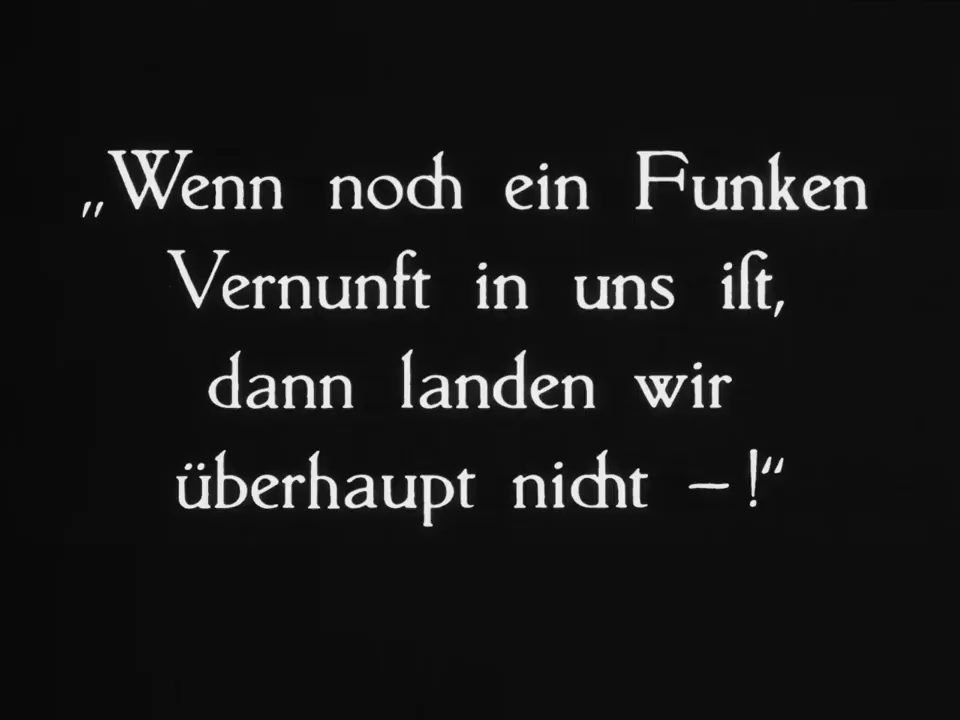 „Wenn noch ein Funken
Vernunft in uns iſt,
dann landen wir
überhaupt nicht – !“